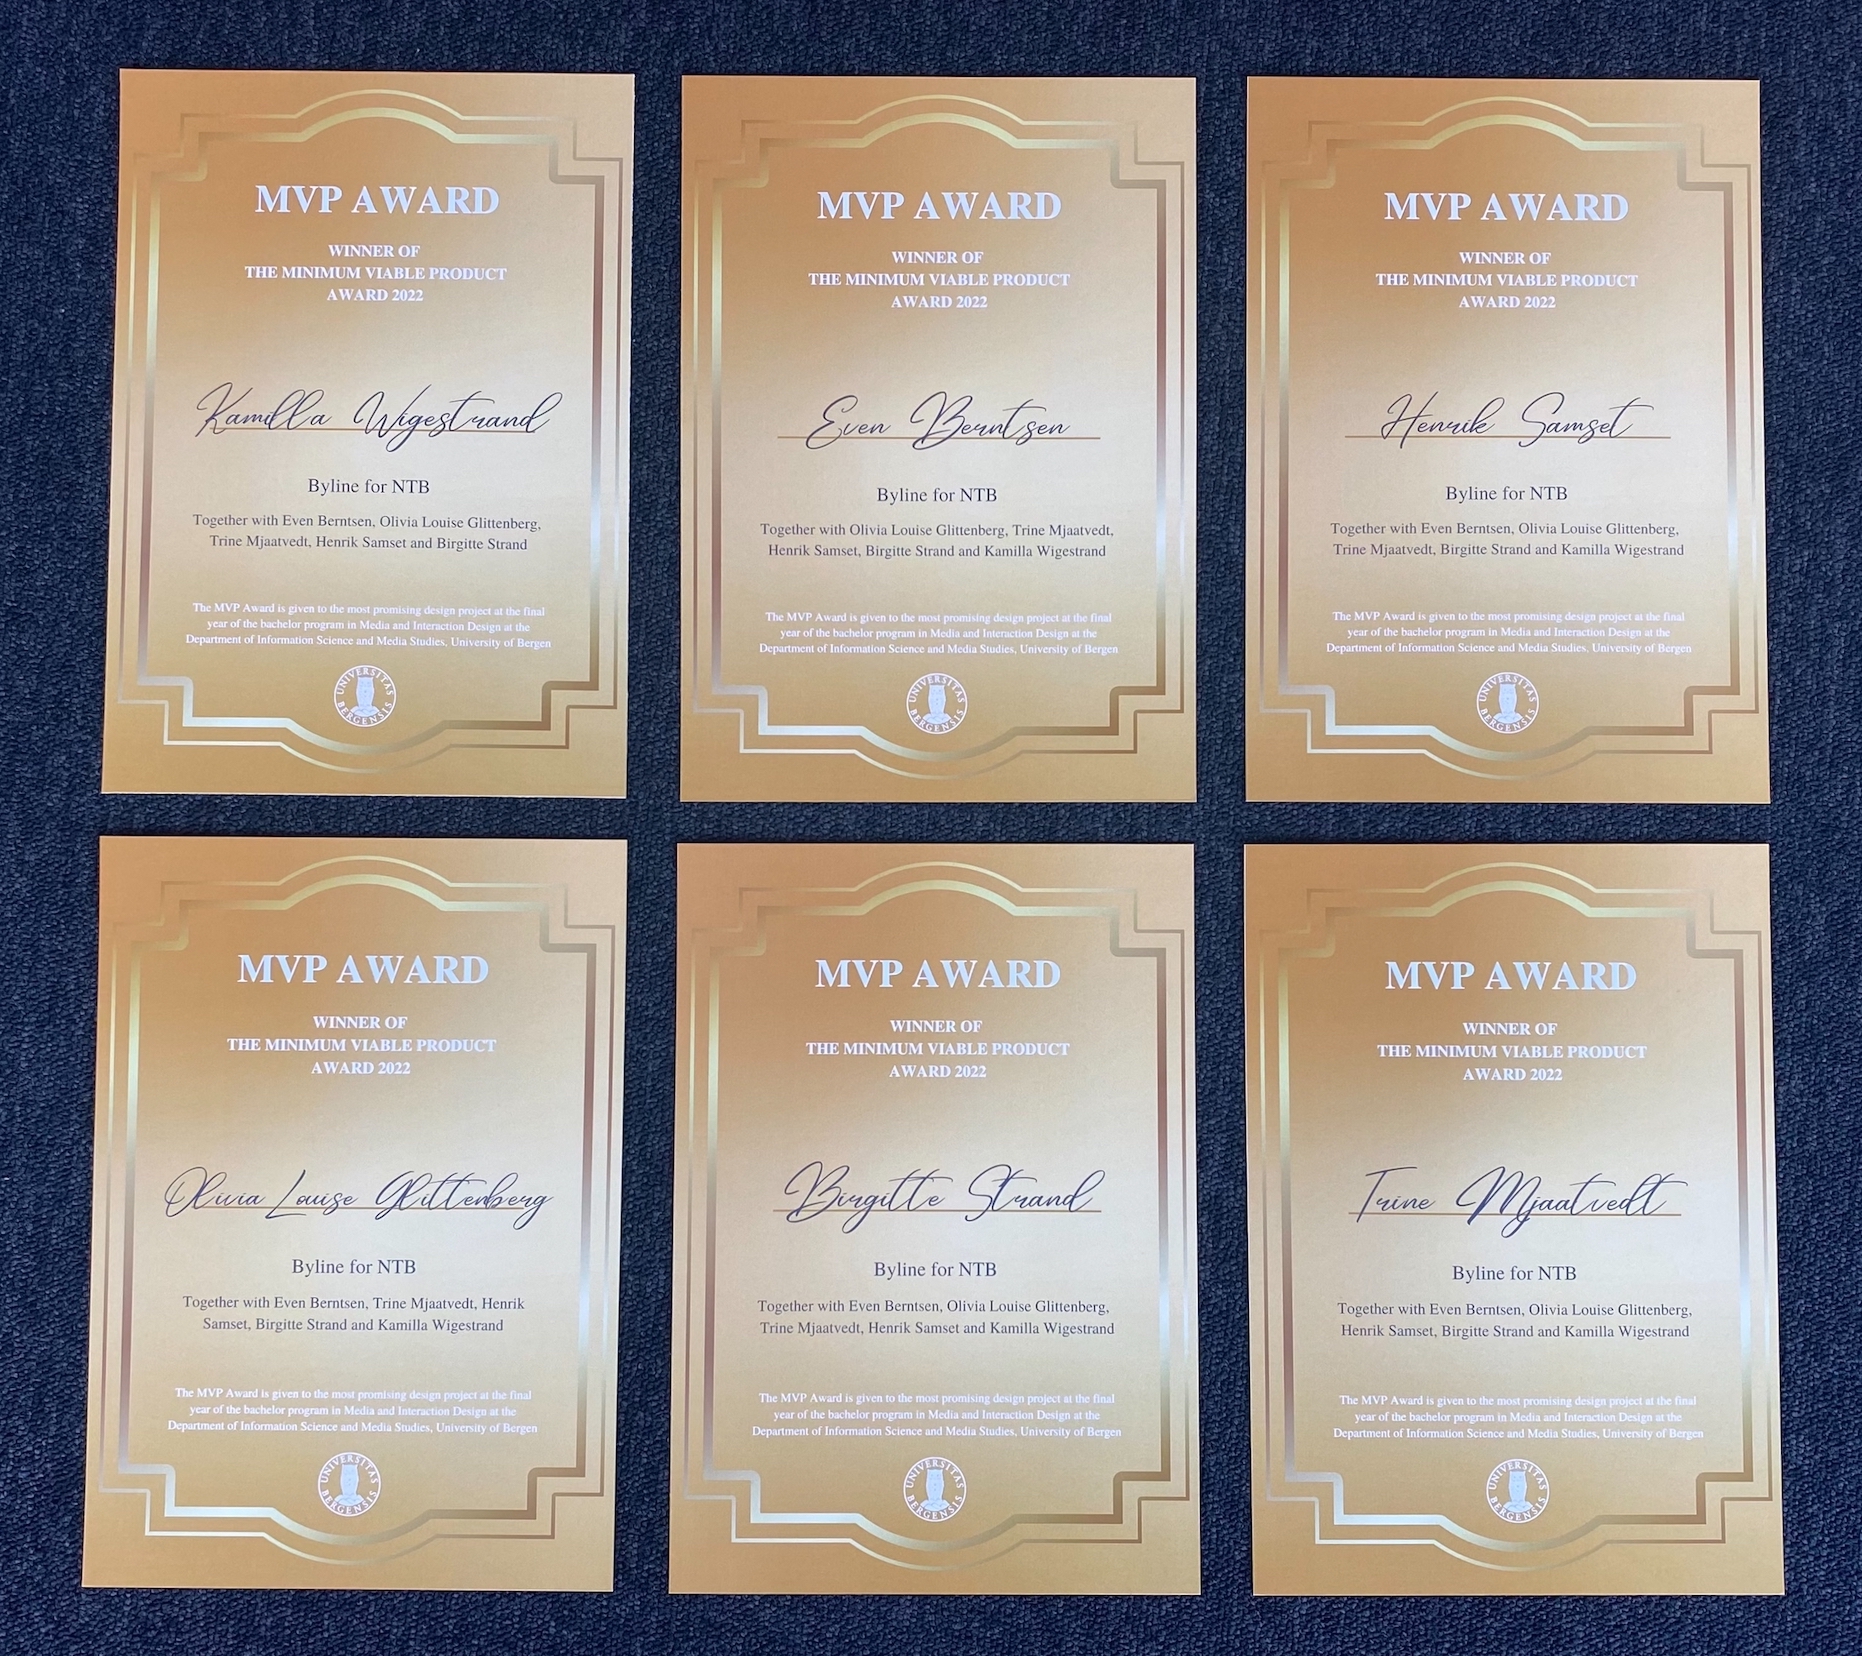 MVP AWARD
WINNER OF
THE MINIMUM VIABLE PRODUCT
AWARD 2022
Kamilla Wigestrand
Byline for NTB
Together with Even Berntsen, Olivia Louise Glittenberg,
Trine Mjaatvedt, Henrik Samset and Birgitte Strand
The MVP Award is given to the most promising design project at the final
year of the bachelor program in Media and Interaction Design at the
Department of Information Science and Media Studies, University of Bergen
UNIVERSITAS
BERGENSIS
MVP AWARD
WINNER OF
THE MINIMUM VIABLE PRODUCT
AWARD 2022
Even Berntsen
Byline for NTB
Together with Olivia Louise Glittenberg, Trine Mjaatvedt,
Henrik Samset, Birgitte Strand and Kamilla Wigestrand
The MVP Award is given to the most promising design project at the final
year of the bachelor program in Media and Interaction Design at the
Department of Information Science and Media Studies, University of Bergen
UNIVERSITAS
BERGENSIS
MVP AWARD
WINNER OF
THE MINIMUM VIABLE PRODUCT
AWARD 2022
Henrik Samset
Byline for NTB
Together with Even Berntsen, Olivia Louise Glittenberg,
Trine Mjaatvedt, Birgitte Strand and Kamilla Wigestrand
The MVP Award is given to the most promising design project at the final
year of the bachelor program in Media and Interaction Design at the
Department of Information Science and Media Studies, University of Bergen
UNIVERSITAS
BERGENSIS
MVP AWARD
WINNER OF
THE MINIMUM VIABLE PRODUCT
AWARD 2022
Olivia Louise Glittenberg
Byline for NTB
Together with Even Berntsen, Trine Mjaatvedt, Henrik
Samset, Birgitte Strand and Kamilla Wigestrand
The MVP Award is given to the most promising design project at the final
year of the bachelor program in Media and Interaction Design at the
Department of Information Science and Media Studies, University of Bergen
UNIVERSITAS
BERGENSIS
MVP AWARD
WINNER OF
THE MINIMUM VIABLE PRODUCT
AWARD 2022
Birgitte Strand
Byline for NTB
Together with Even Berntsen, Olivia Louise Glittenberg,
Trine Mjaatvedt, Henrik Samset and Kamilla Wigestrand
The MVP Award is given to the most promising design project at the final
year of the bachelor program in Media and Interaction Design at the
Department of Information Science and Media Studies, University of Bergen
UNIVERSITAS
BERGENSIS
MVP AWARD
WINNER OF
THE MINIMUM VIABLE PRODUCT
AWARD 2022
Trine Mjaatvedt
Byline for NTB
Together with Even Berntsen, Olivia Louise Glittenberg,
Henrik Samset, Birgitte Strand and Kamilla Wigestrand
The MVP Award is given to the most promising design project at the final
year of the bachelor program in Media and Interaction Design at the
Department of Information Science and Media Studies, University of Bergen
UNIVERSITAS
BERGENSIS